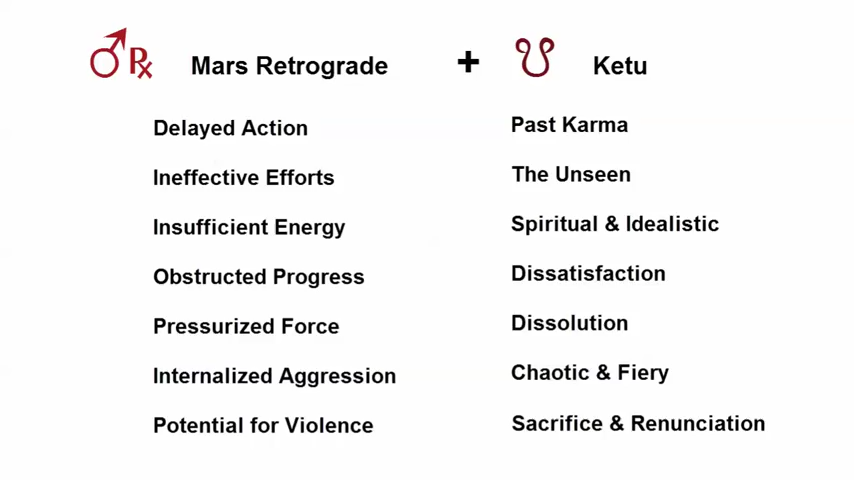 ♂℞ Mars Retrograde + ☋ Ketu
Delayed Action
Ineffective Efforts
Insufficient Energy
Obstructed Progress
Pressurized Force
Internalized Aggression
Potential for Violence
Past Karma
The Unseen
Spiritual & Idealistic
Dissatisfaction
Dissolution
Chaotic & Fiery
Sacrifice & Renunciation